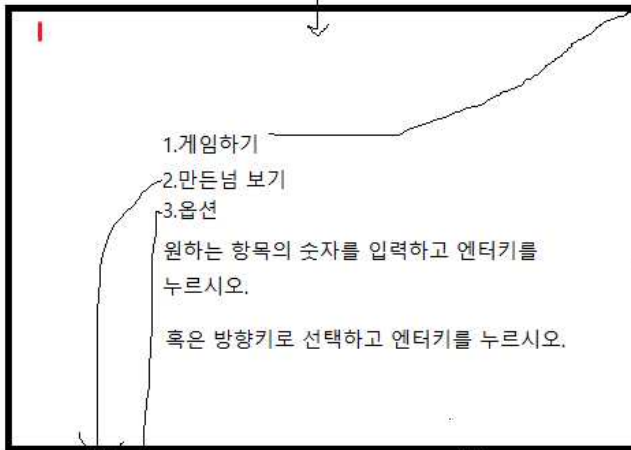 1.게임하기
2.만든넘 보기
3.옵션
원하는 항목의 숫자를 입력하고 엔터키를
누르시오.
혹은 방향키로 선택하고 엔터키를 누르시오.